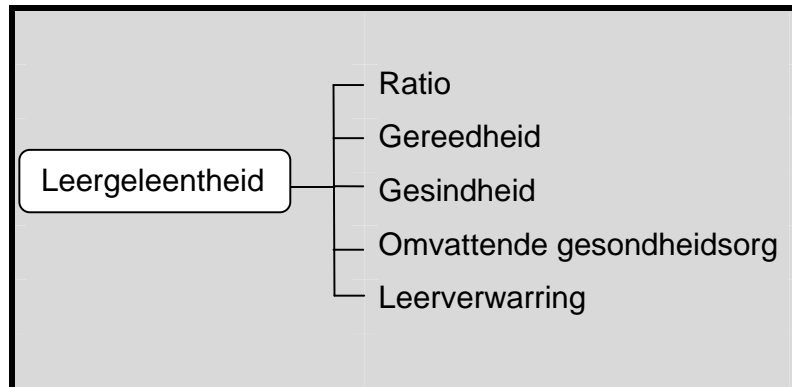 Leergeleentheid
Ratio
Gereedheid
Gesindheid
Omvattende gesondheidsorg
Leerverwarring